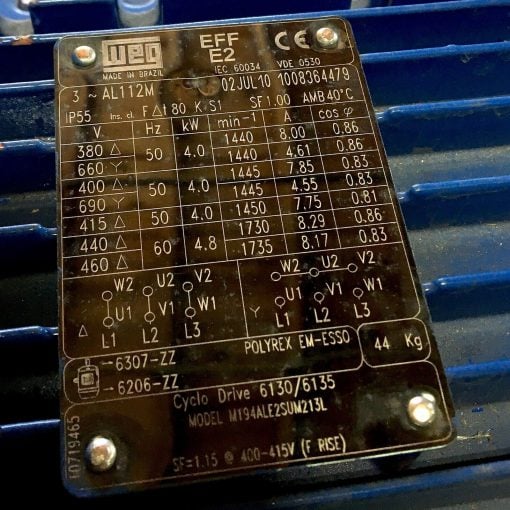 WEG
EFF
E2
CE
MADE IN BRAZIL
IEC 60034 VDE 0530
3 ~ AL112M
02JUL10 1008364479
IP55 Ins. cl. F Δt 80 K S1 SF1.00 AMB40°C
V Hz kW min-1 A cos φ
380 Δ 50 4.0 1440 8.00 0.86
660 Y 1440 4.61 0.86
400 Δ 50 4.0 1445 7.85 0.83
690 Y 1445 4.55 0.83
415 Δ 50 4.0 1450 7.75 0.81
440 Δ 60 4.8 1730 8.29 0.86
460 Δ 1735 8.17 0.83
W2 U2 V2 W2 U2 V2
U1 V1 W1 U1 V1 W1
Δ L1 L2 L3 Y L1 L2 L3
6307-ZZ POLYREX EM-ESSO 44 Kg
6206-ZZ
Cyclo Drive 6130/6135
MODEL M194ALE2SUM213L
SF=1.15 @ 400-415V (F RISE)